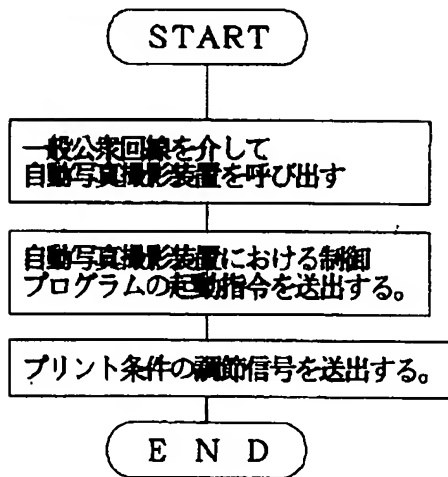 START
一般公衆回線を介して
自動写真撮影装置を呼び出す
自動写真撮影装置における制御
プログラムの起動指令を送出する。
プリント条件の調節信号を送出する。
END